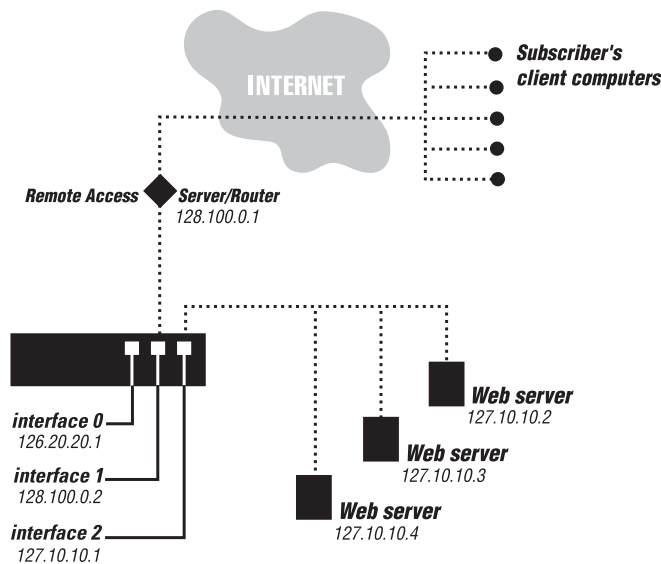 INTERNET
Subscriber's
client computers
Remote Access
Server/Router
128.100.0.1
interface 0
126.20.20.1
interface 1
128.100.0.2
interface 2
127.10.10.1
Web server
127.10.10.2
Web server
127.10.10.3
Web server
127.10.10.4